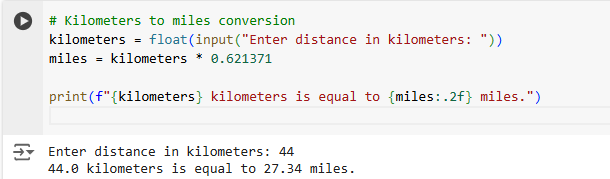 # Kilometers to miles conversion
kilometers = float(input("Enter distance in kilometers: "))
miles = kilometers * 0.621371
print(f"{kilometers} kilometers is equal to {miles:.2f} miles.")
Enter distance in kilometers: 44
44.0 kilometers is equal to 27.34 miles.